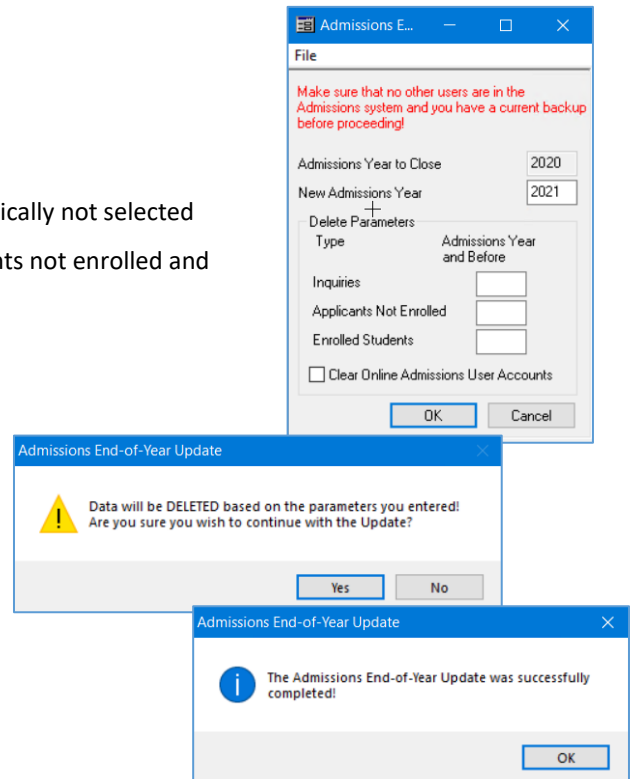 Admissions E...
File
Make sure that no other users are in the
Admissions system and you have a current backup
before proceeding!
Admissions Year to Close 2020
New Admissions Year 2021
ically not selected
Delete Parameters
Type Admissions Year
and Before
nts not enrolled and
Inquiries
Applicants Not Enrolled
Enrolled Students
Clear Online Admissions User Accounts
OK Cancel
Admissions End-of-Year Update
Data will be DELETED based on the parameters you entered!
Are you sure you wish to continue with the Update?
Yes No
Admissions End-of-Year Update
The Admissions End-of-Year Update was successfully
completed!
OK